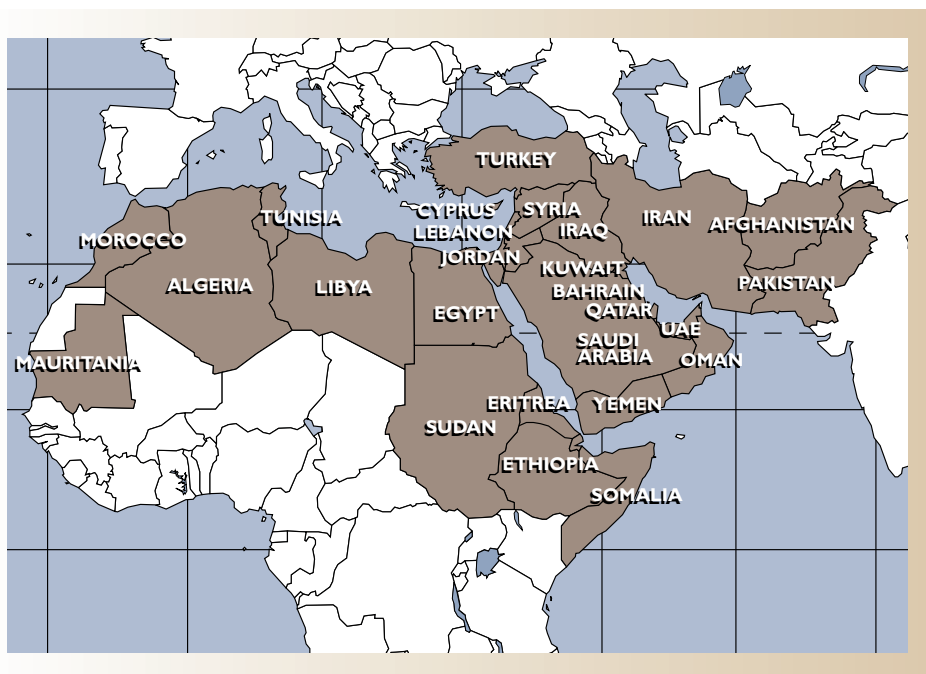 TURKEY
CYPRUS
SYRIA
TUNISIA
IRAN
AFGHANISTAN
LEBANON
IRAQ
MOROCCO
JORDAN
KUWAIT
ALGERIA
LIBYA
BAHRAIN
PAKISTAN
QATAR
EGYPT
UAE
SAUDI
ARABIA
OMAN
MAURITANIA
ERITREA
YEMEN
SUDAN
ETHIOPIA
SOMALIA